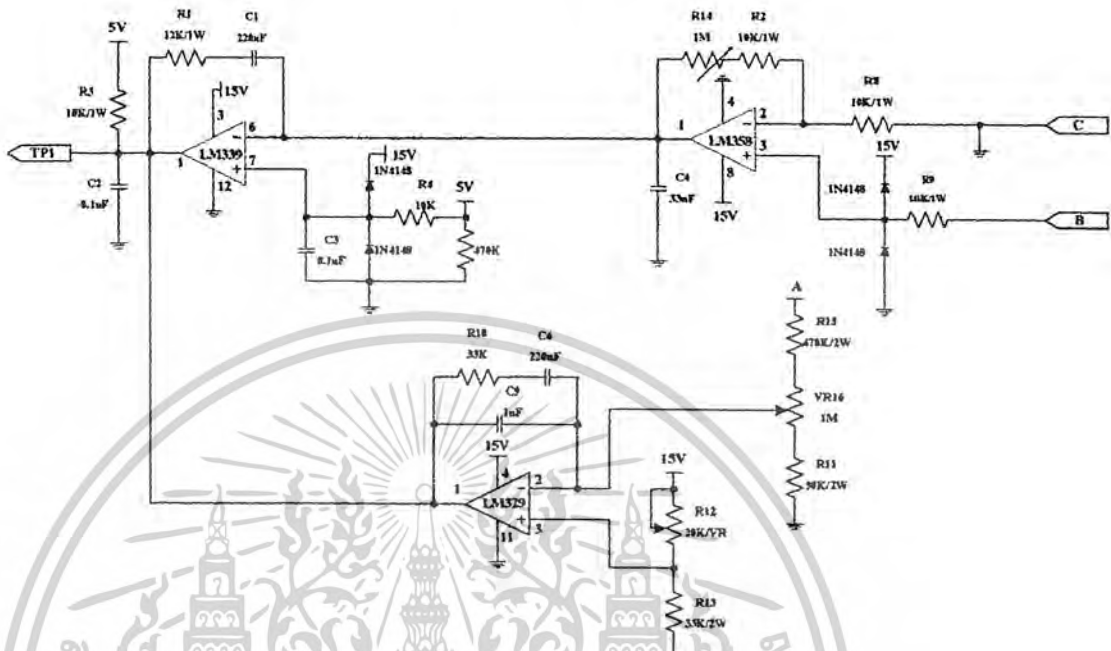 5V
R1
12K/1W
C1
220nF
R3
10K/1W
15V
3
6
1
LM339
7
12
TP1
C2
0.1uF
15V
1N4148
R4
10K
5V
C3
0.1uF
1N4148
470K
R14
1M
R2
10K/1W
4
1
2
LM358
3
8
15V
C4
33nF
R8
10K/1W
C
15V
1N4148
R9
10K/1W
B
1N4148
A
R15
470K/2W
VR16
1M
R11
R10
33K
C6
220nF
C5
1uF
15V
4
1
2
LM329
3
11
15V
R12
20K/VR
R13
33K/2W